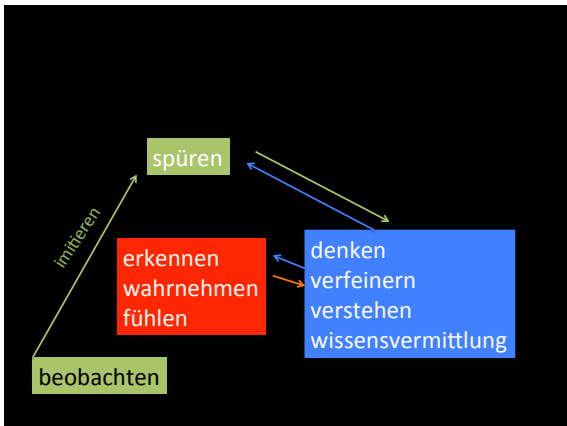 spüren
imitieren
erkennen
wahrnehmen
fühlen
denken
verfeinern
verstehen
wissensvermittlung
beobachten